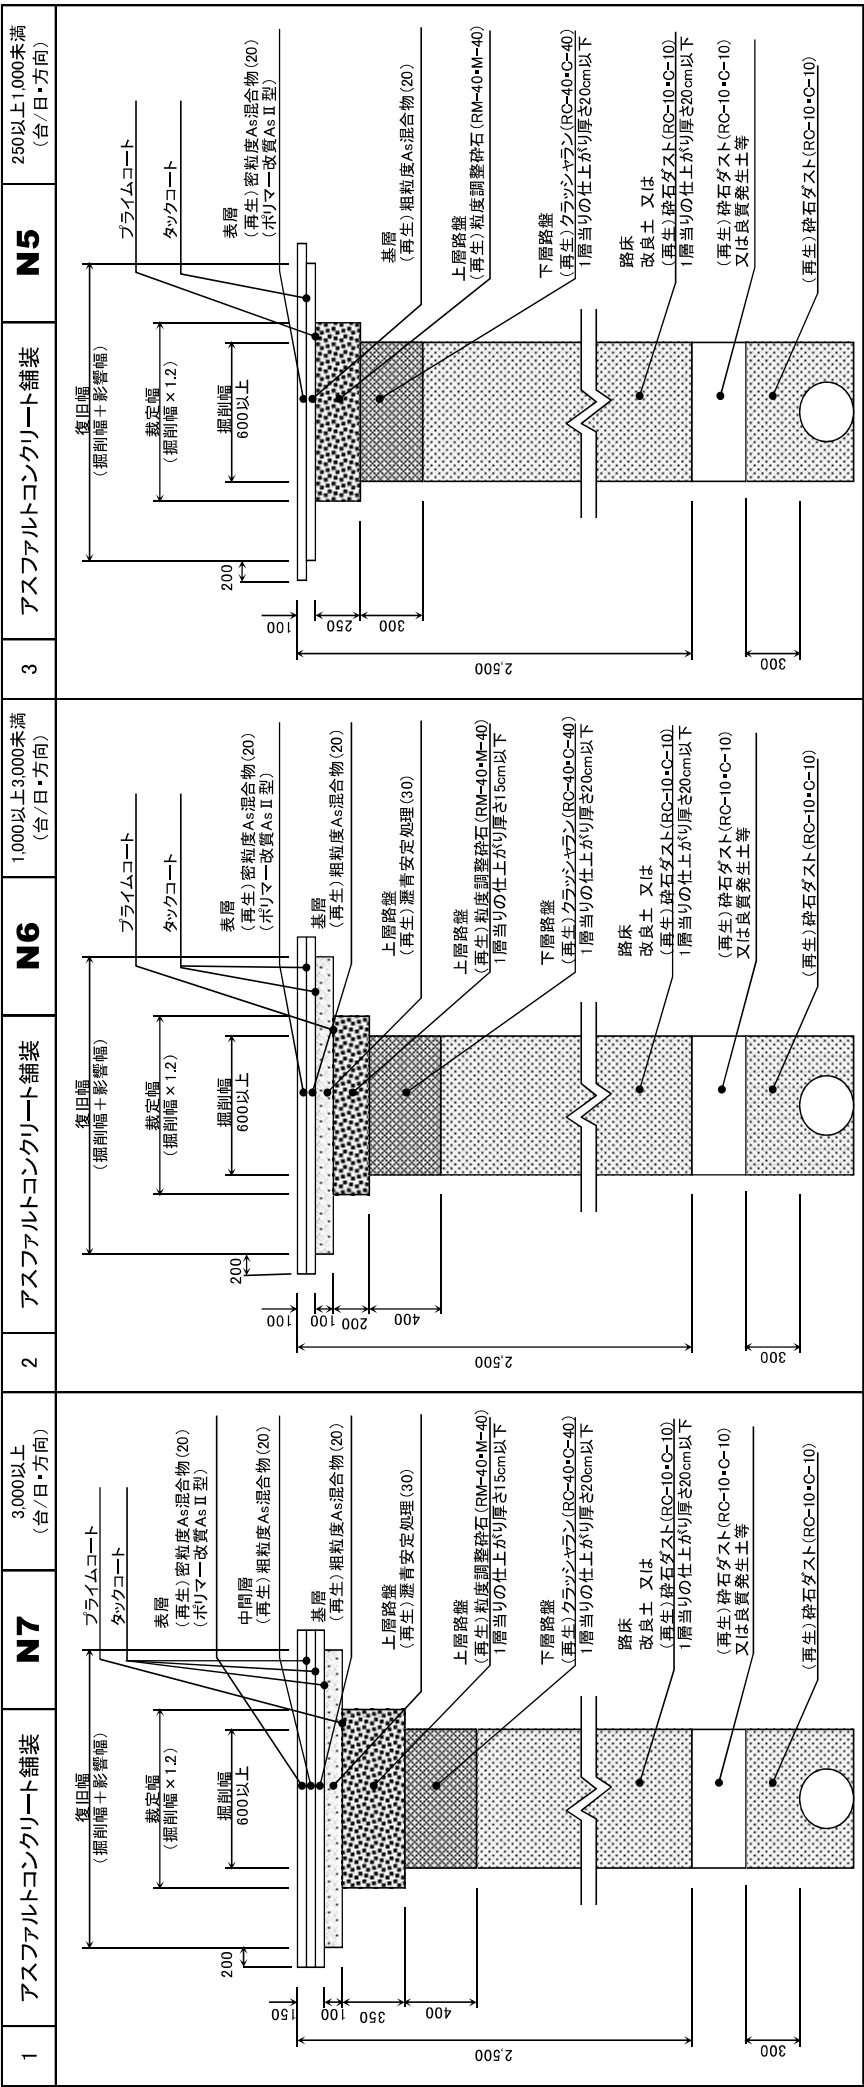 1
アスファルトコンクリート舗装
N7
3,000以上
(台/日・方向)
復旧幅
(掘削幅+影響幅)
裁定幅
(掘削幅×1.2)
掘削幅
600以上
200
プライムコート
タックコート
表層
(再生)密粒度As混合物(20)
(ポリマー改質AsⅡ型)
中間層
(再生)粗粒度As混合物(20)
基層
(再生)粗粒度As混合物(20)
上層路盤
(再生)瀝青安定処理(30)
上層路盤
(再生)粒度調整砕石(RM-40・M-40)
1層当りの仕上がり厚さ15cm以下
下層路盤
(再生)クラッシャラン(RC-40・C-40)
1層当りの仕上がり厚さ20cm以下
路床
改良土 又は
(再生)砕石ダスト(RC-10・C-10)
1層当りの仕上がり厚さ20cm以下
(再生)砕石ダスト(RC-10・C-10)
又は良質発生土等
(再生)砕石ダスト(RC-10・C-10)
150
100
350
400
2,500
300
2
アスファルトコンクリート舗装
N6
1,000以上3,000未満
(台/日・方向)
復旧幅
(掘削幅+影響幅)
裁定幅
(掘削幅×1.2)
掘削幅
600以上
200
プライムコート
タックコート
表層
(再生)密粒度As混合物(20)
(ポリマー改質AsⅡ型)
基層
(再生)粗粒度As混合物(20)
上層路盤
(再生)瀝青安定処理(30)
上層路盤
(再生)粒度調整砕石(RM-40・M-40)
1層当りの仕上がり厚さ15cm以下
下層路盤
(再生)クラッシャラン(RC-40・C-40)
1層当りの仕上がり厚さ20cm以下
路床
改良土 又は
(再生)砕石ダスト(RC-10・C-10)
1層当りの仕上がり厚さ20cm以下
(再生)砕石ダスト(RC-10・C-10)
又は良質発生土等
(再生)砕石ダスト(RC-10・C-10)
100
100
200
400
2,500
300
3
アスファルトコンクリート舗装
N5
250以上1,000未満
(台/日・方向)
復旧幅
(掘削幅+影響幅)
裁定幅
(掘削幅×1.2)
掘削幅
600以上
200
プライムコート
タックコート
表層
(再生)密粒度As混合物(20)
(ポリマー改質AsⅡ型)
基層
(再生)粗粒度As混合物(20)
上層路盤
(再生)粒度調整砕石(RM-40・M-40)
下層路盤
(再生)クラッシャラン(RC-40・C-40)
1層当りの仕上がり厚さ20cm以下
路床
改良土 又は
(再生)砕石ダスト(RC-10・C-10)
1層当りの仕上がり厚さ20cm以下
(再生)砕石ダスト(RC-10・C-10)
又は良質発生土等
(再生)砕石ダスト(RC-10・C-10)
100
250
300
2,500
300